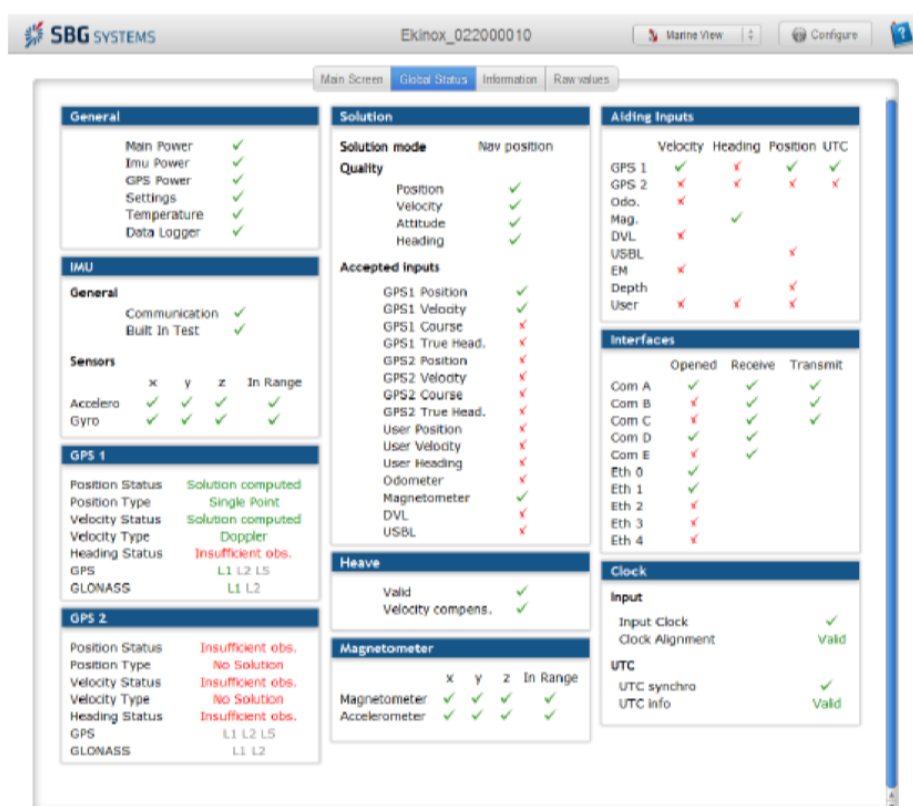 SBG SYSTEMS
Ekinox_022000010
Marine View
Configure
?
Main Screen Global Status Information Raw values
General
Main Power ✓
Imu Power ✓
GPS Power ✓
Settings ✓
Temperature ✓
Data Logger ✓
IMU
General
Communication ✓
Built In Test ✓
Sensors
x y z In Range
Accelero ✓ ✓ ✓ ✓
Gyro ✓ ✓ ✓ ✓
GPS 1
Position Status Solution computed
Position Type Single Point
Velocity Status Solution computed
Velocity Type Doppler
Heading Status Insufficient obs.
GPS L1 L2 L5
GLONASS L1 L2
GPS 2
Position Status Insufficient obs.
Position Type No Solution
Velocity Status Insufficient obs.
Velocity Type No Solution
Heading Status Insufficient obs.
GPS L1 L2 L5
GLONASS L1 L2
Solution
Solution mode Nav position
Quality
Position ✓
Velocity ✓
Attitude ✓
Heading ✓
Accepted inputs
GPS1 Position ✓
GPS1 Velocity ✓
GPS1 Course ✗
GPS1 True Head. ✗
GPS2 Position ✗
GPS2 Velocity ✗
GPS2 Course ✗
GPS2 True Head. ✗
User Position ✗
User Velocity ✗
User Heading ✗
Odometer ✗
Magnetometer ✓
DVL ✗
USBL ✗
Heave
Valid ✓
Velocity compens. ✓
Magnetometer
x y z In Range
Magnetometer ✓ ✓ ✓ ✓
Accelerometer ✓ ✓ ✓ ✓
Aiding Inputs
Velocity Heading Position UTC
GPS 1 ✓ ✗ ✓ ✓
GPS 2 ✗ ✗ ✗ ✗
Odo. ✗
Mag. ✓
DVL ✗
USBL ✗
EM ✗
Depth ✗
User ✗ ✗ ✗
Interfaces
Opened Receive Transmit
Com A ✓ ✓ ✓
Com B ✗ ✓ ✓
Com C ✗ ✓ ✓
Com D ✓ ✓
Com E ✗ ✓
Eth 0 ✓
Eth 1 ✓
Eth 2 ✗
Eth 3 ✗
Eth 4 ✗
Clock
Input
Input Clock ✓
Clock Alignment Valid
UTC
UTC synchro ✓
UTC info Valid